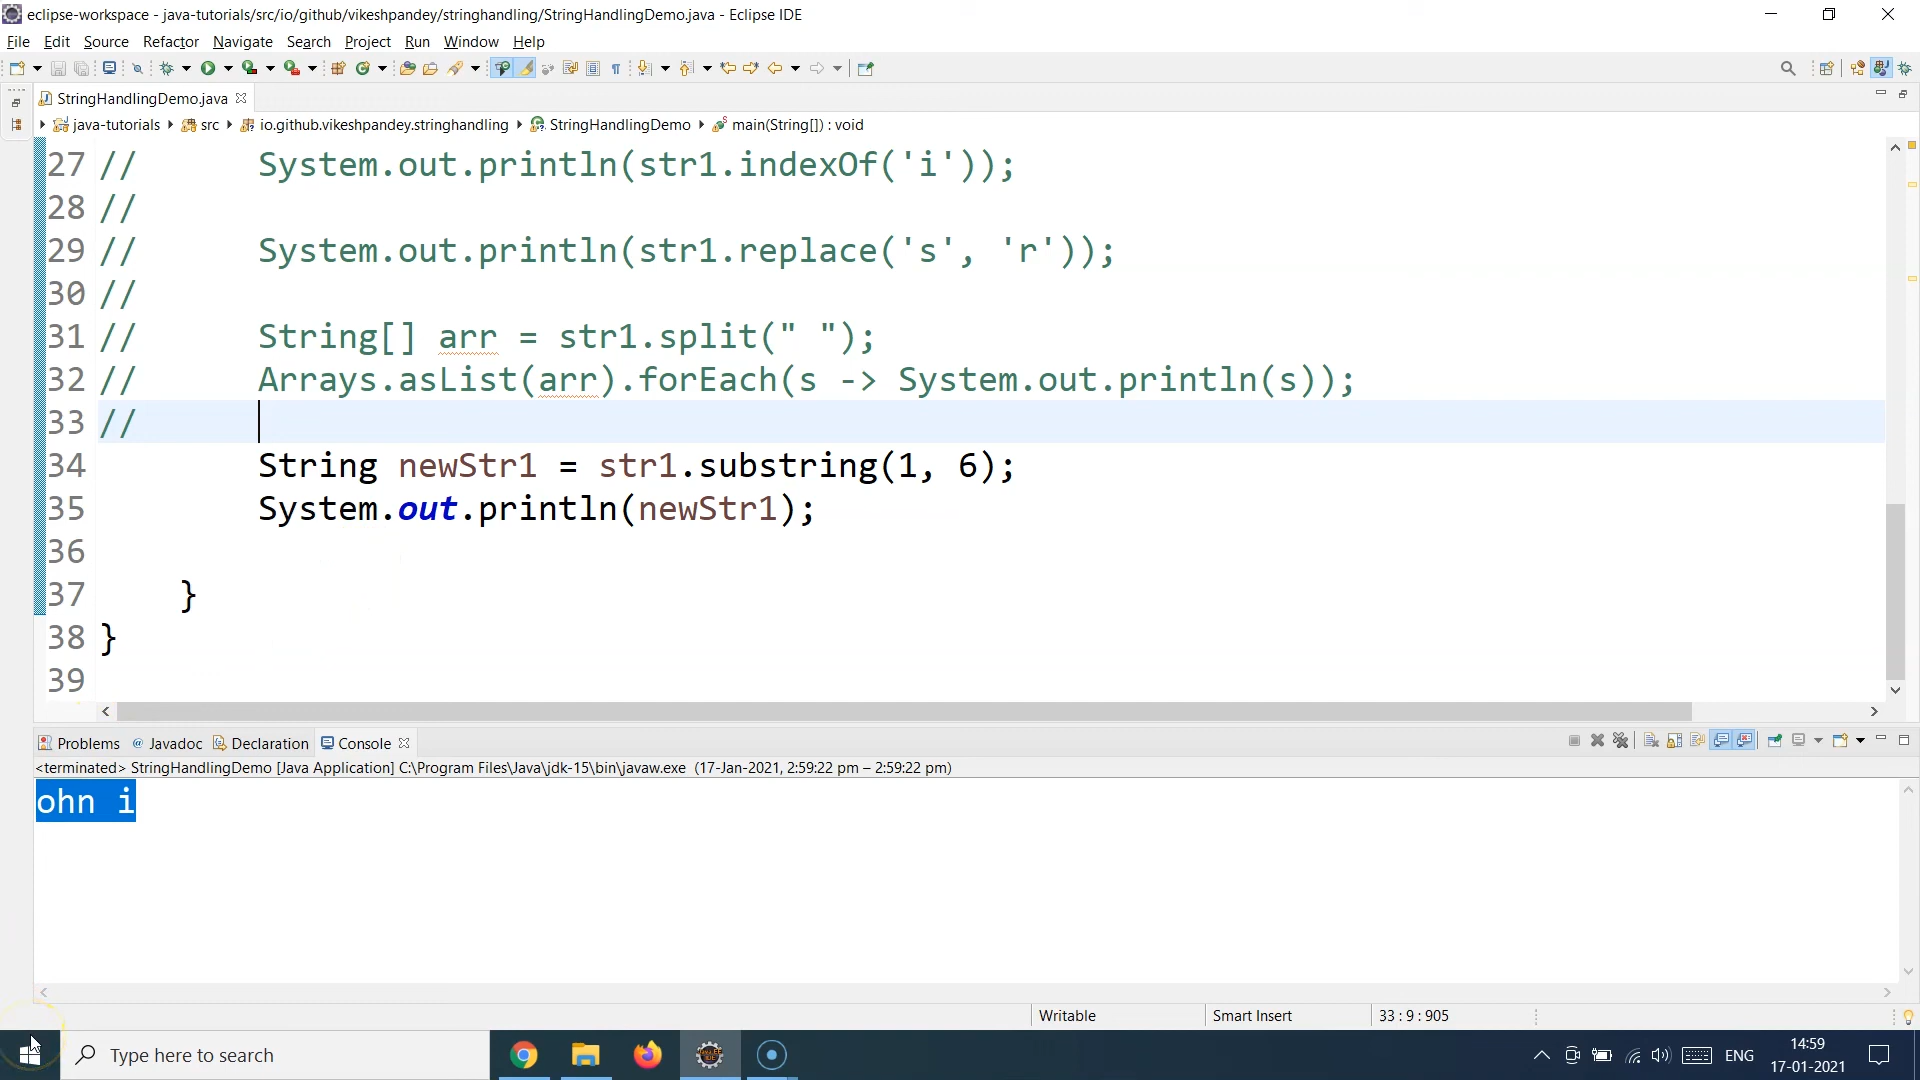 eclipse-workspace - java-tutorials/src/io/github/vikeshpandey/stringhandling/StringHandlingDemo.java - Eclipse IDE
File Edit Source Refactor Navigate Search Project Run Window Help
StringHandlingDemo.java
java-tutorials src io.github.vikeshpandey.stringhandling StringHandlingDemo main(String[]) : void
27 // System.out.println(str1.indexOf('i'));
28 //
29 // System.out.println(str1.replace('s', 'r'));
30 //
31 // String[] arr = str1.split(" ");
32 // Arrays.asList(arr).forEach(s -> System.out.println(s));
33 //
34 String newStr1 = str1.substring(1, 6);
35 System.out.println(newStr1);
36
37 }
38 }
39
Problems @ Javadoc Declaration Console
<terminated> StringHandlingDemo [Java Application] C:\Program Files\Java\jdk-15\bin\javaw.exe (17-Jan-2021, 2:59:22 pm – 2:59:22 pm)
ohn i
Writable Smart Insert 33 : 9 : 905
Type here to search ENG 14:59
17-01-2021